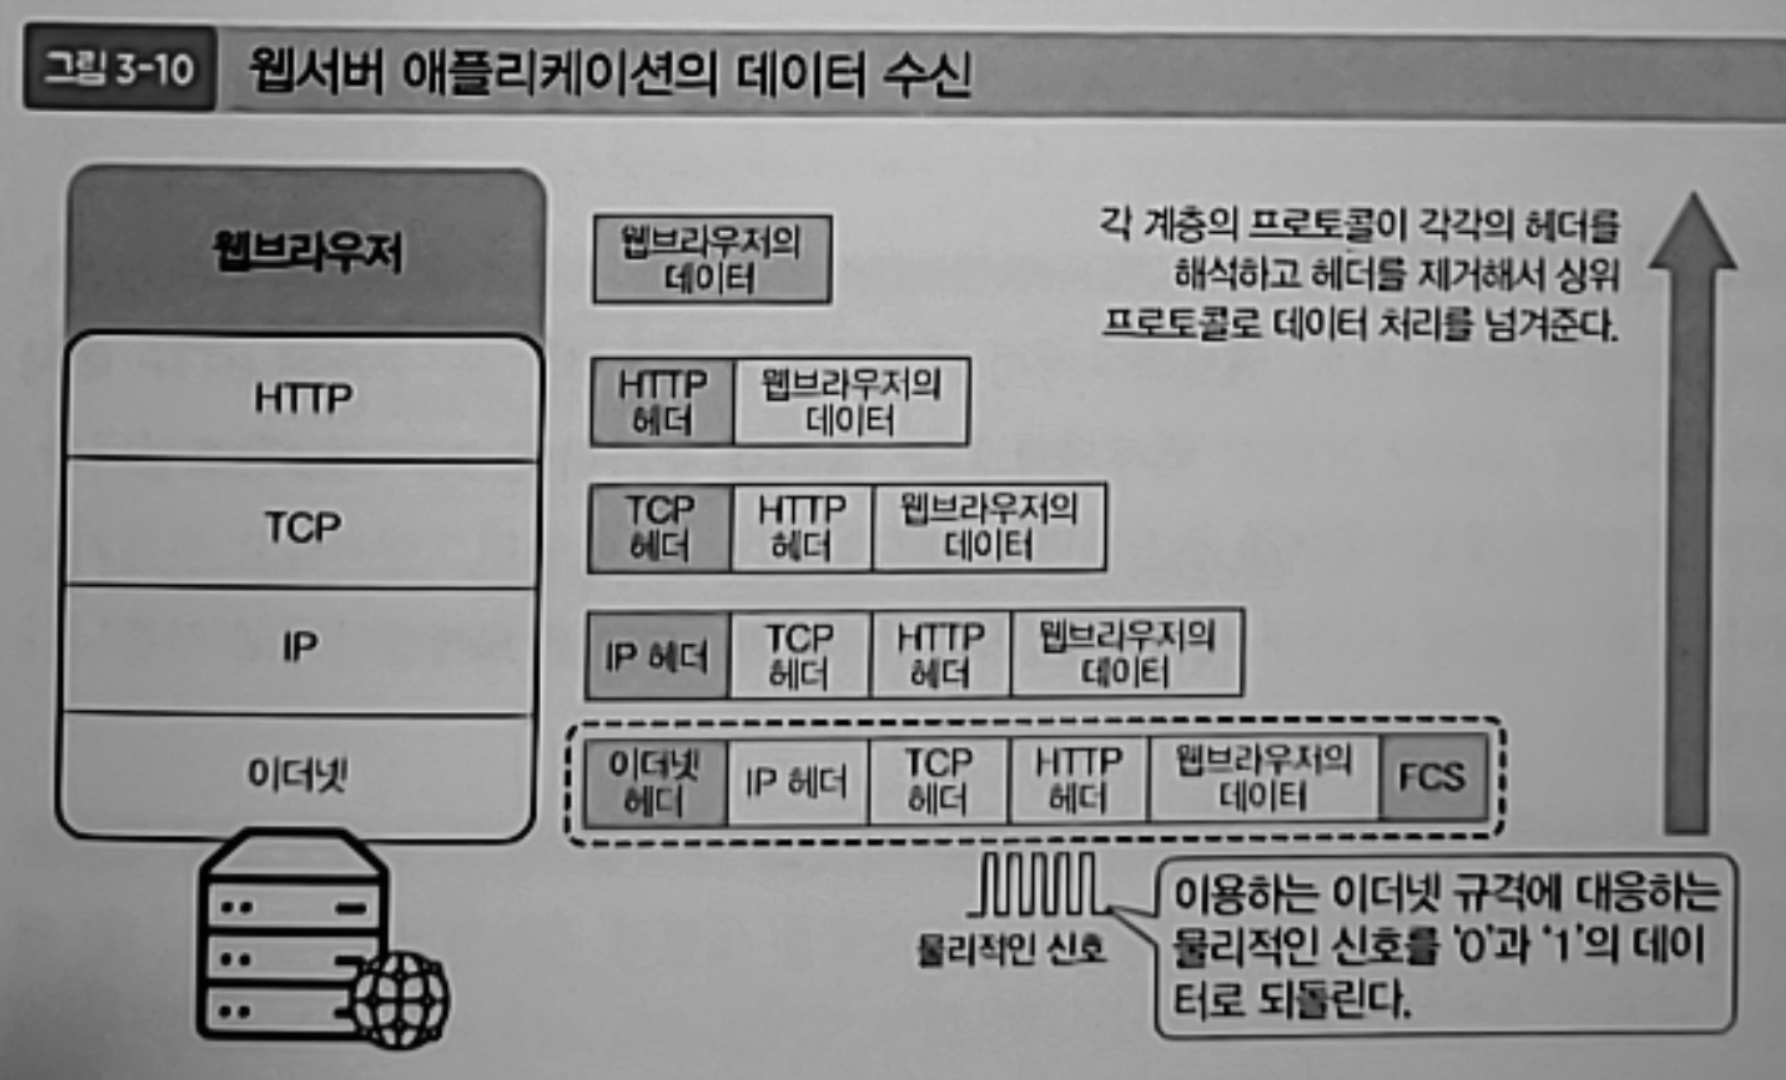 그림 3-10 웹서버 애플리케이션의 데이터 수신
웹브라우저
웹브라우저의
데이터
각 계층의 프로토콜이 각각의 헤더를
해석하고 헤더를 제거해서 상위
프로토콜로 데이터 처리를 넘겨준다.
HTTP
HTTP
헤더
웹브라우저의
데이터
TCP
TCP
헤더
HTTP
헤더
웹브라우저의
데이터
IP
IP 헤더
TCP
헤더
HTTP
헤더
웹브리우저의
데이터
이더넷
이더넷
헤더
IP 헤더
TCP
헤더
HTTP
헤더
웹브라우저의
데이터
FCS
물리적인 신호
이용하는 이더넷 규격에 대응하는
물리적인 신호를 '0'과 '1'의 데이
터로 되돌린다.